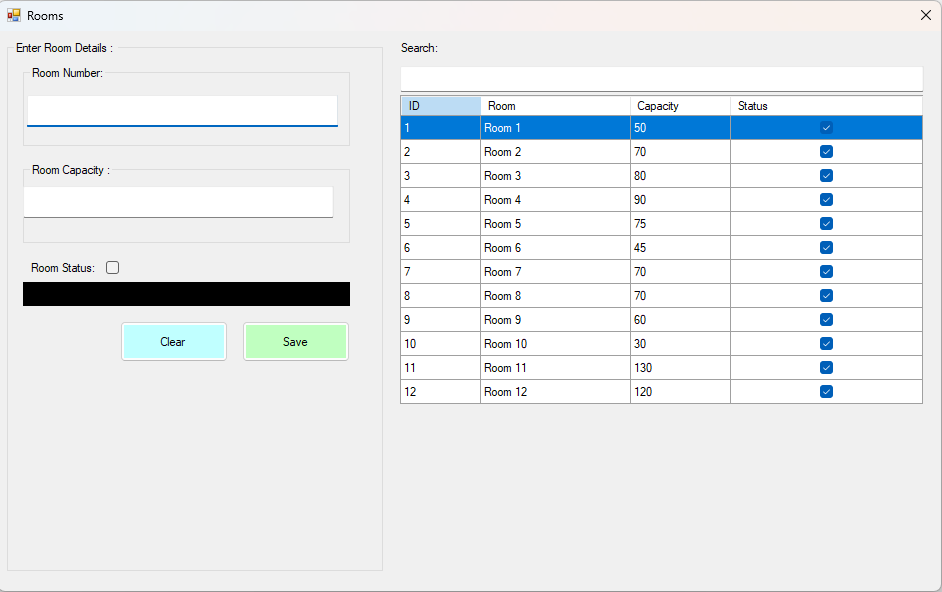 Rooms
Enter Room Details :
Room Number:
Room Capacity :
Room Status:
Clear Save
Search:
ID Room Capacity Status
1 Room 1 50
2 Room 2 70
3 Room 3 80
4 Room 4 90
5 Room 5 75
6 Room 6 45
7 Room 7 70
8 Room 8 70
9 Room 9 60
10 Room 10 30
11 Room 11 130
12 Room 12 120